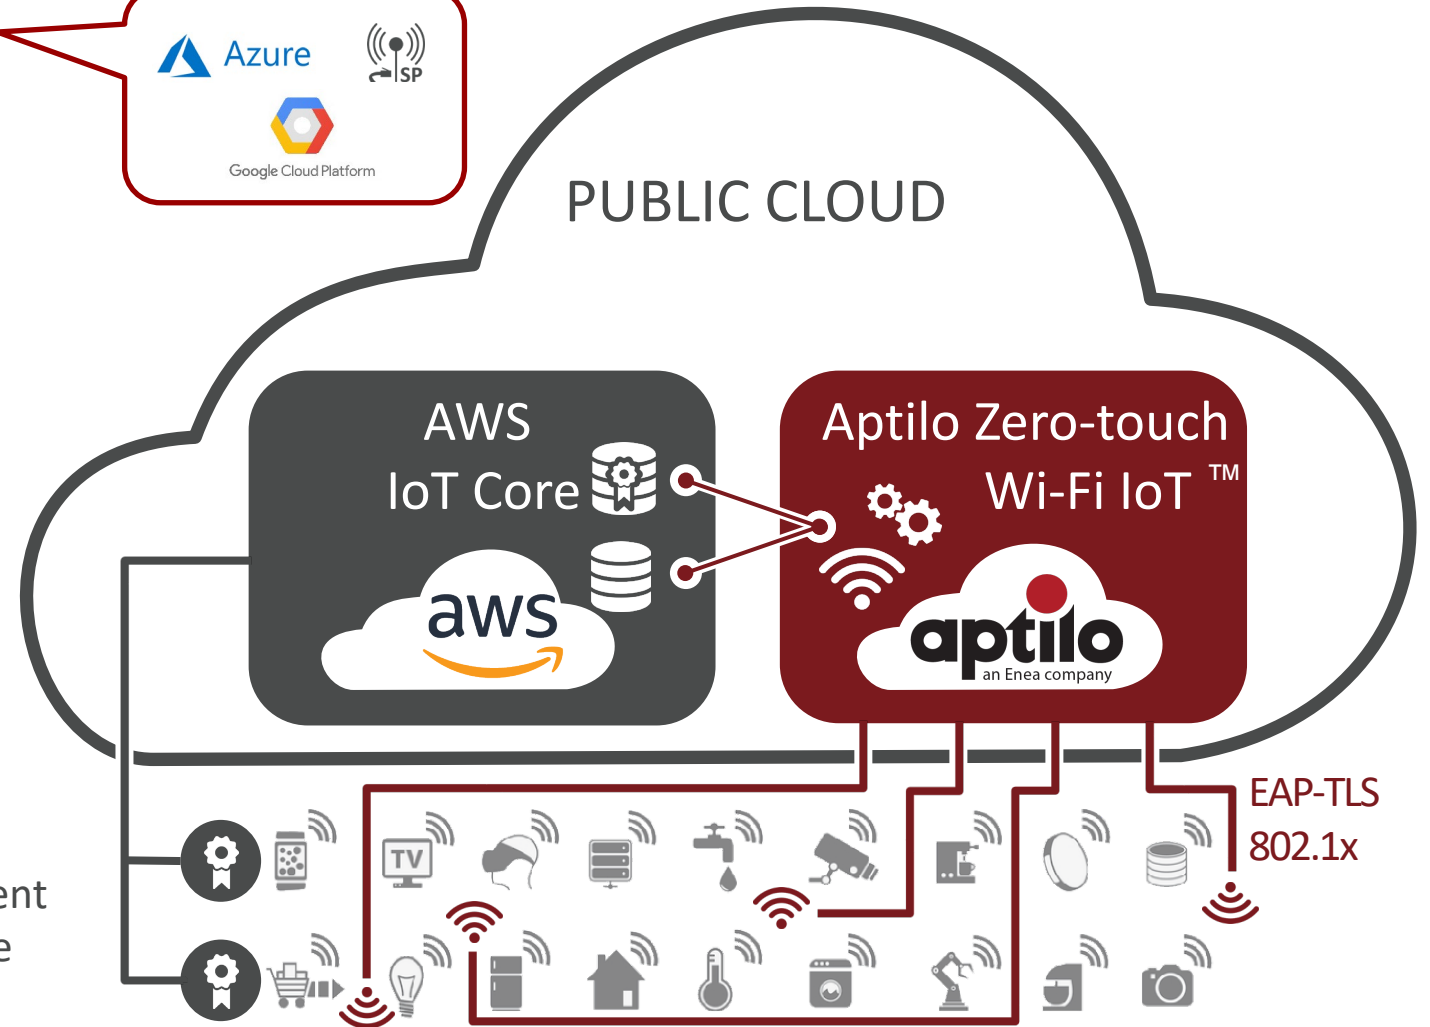 Azure
SP
Google Cloud Platform
PUBLIC CLOUD
AWS
IoT Core
aws
Aptilo Zero-touch
Wi-Fi IoT ™
aptilo
an Enea company
EAP-TLS
802.1x
TV
ent
e